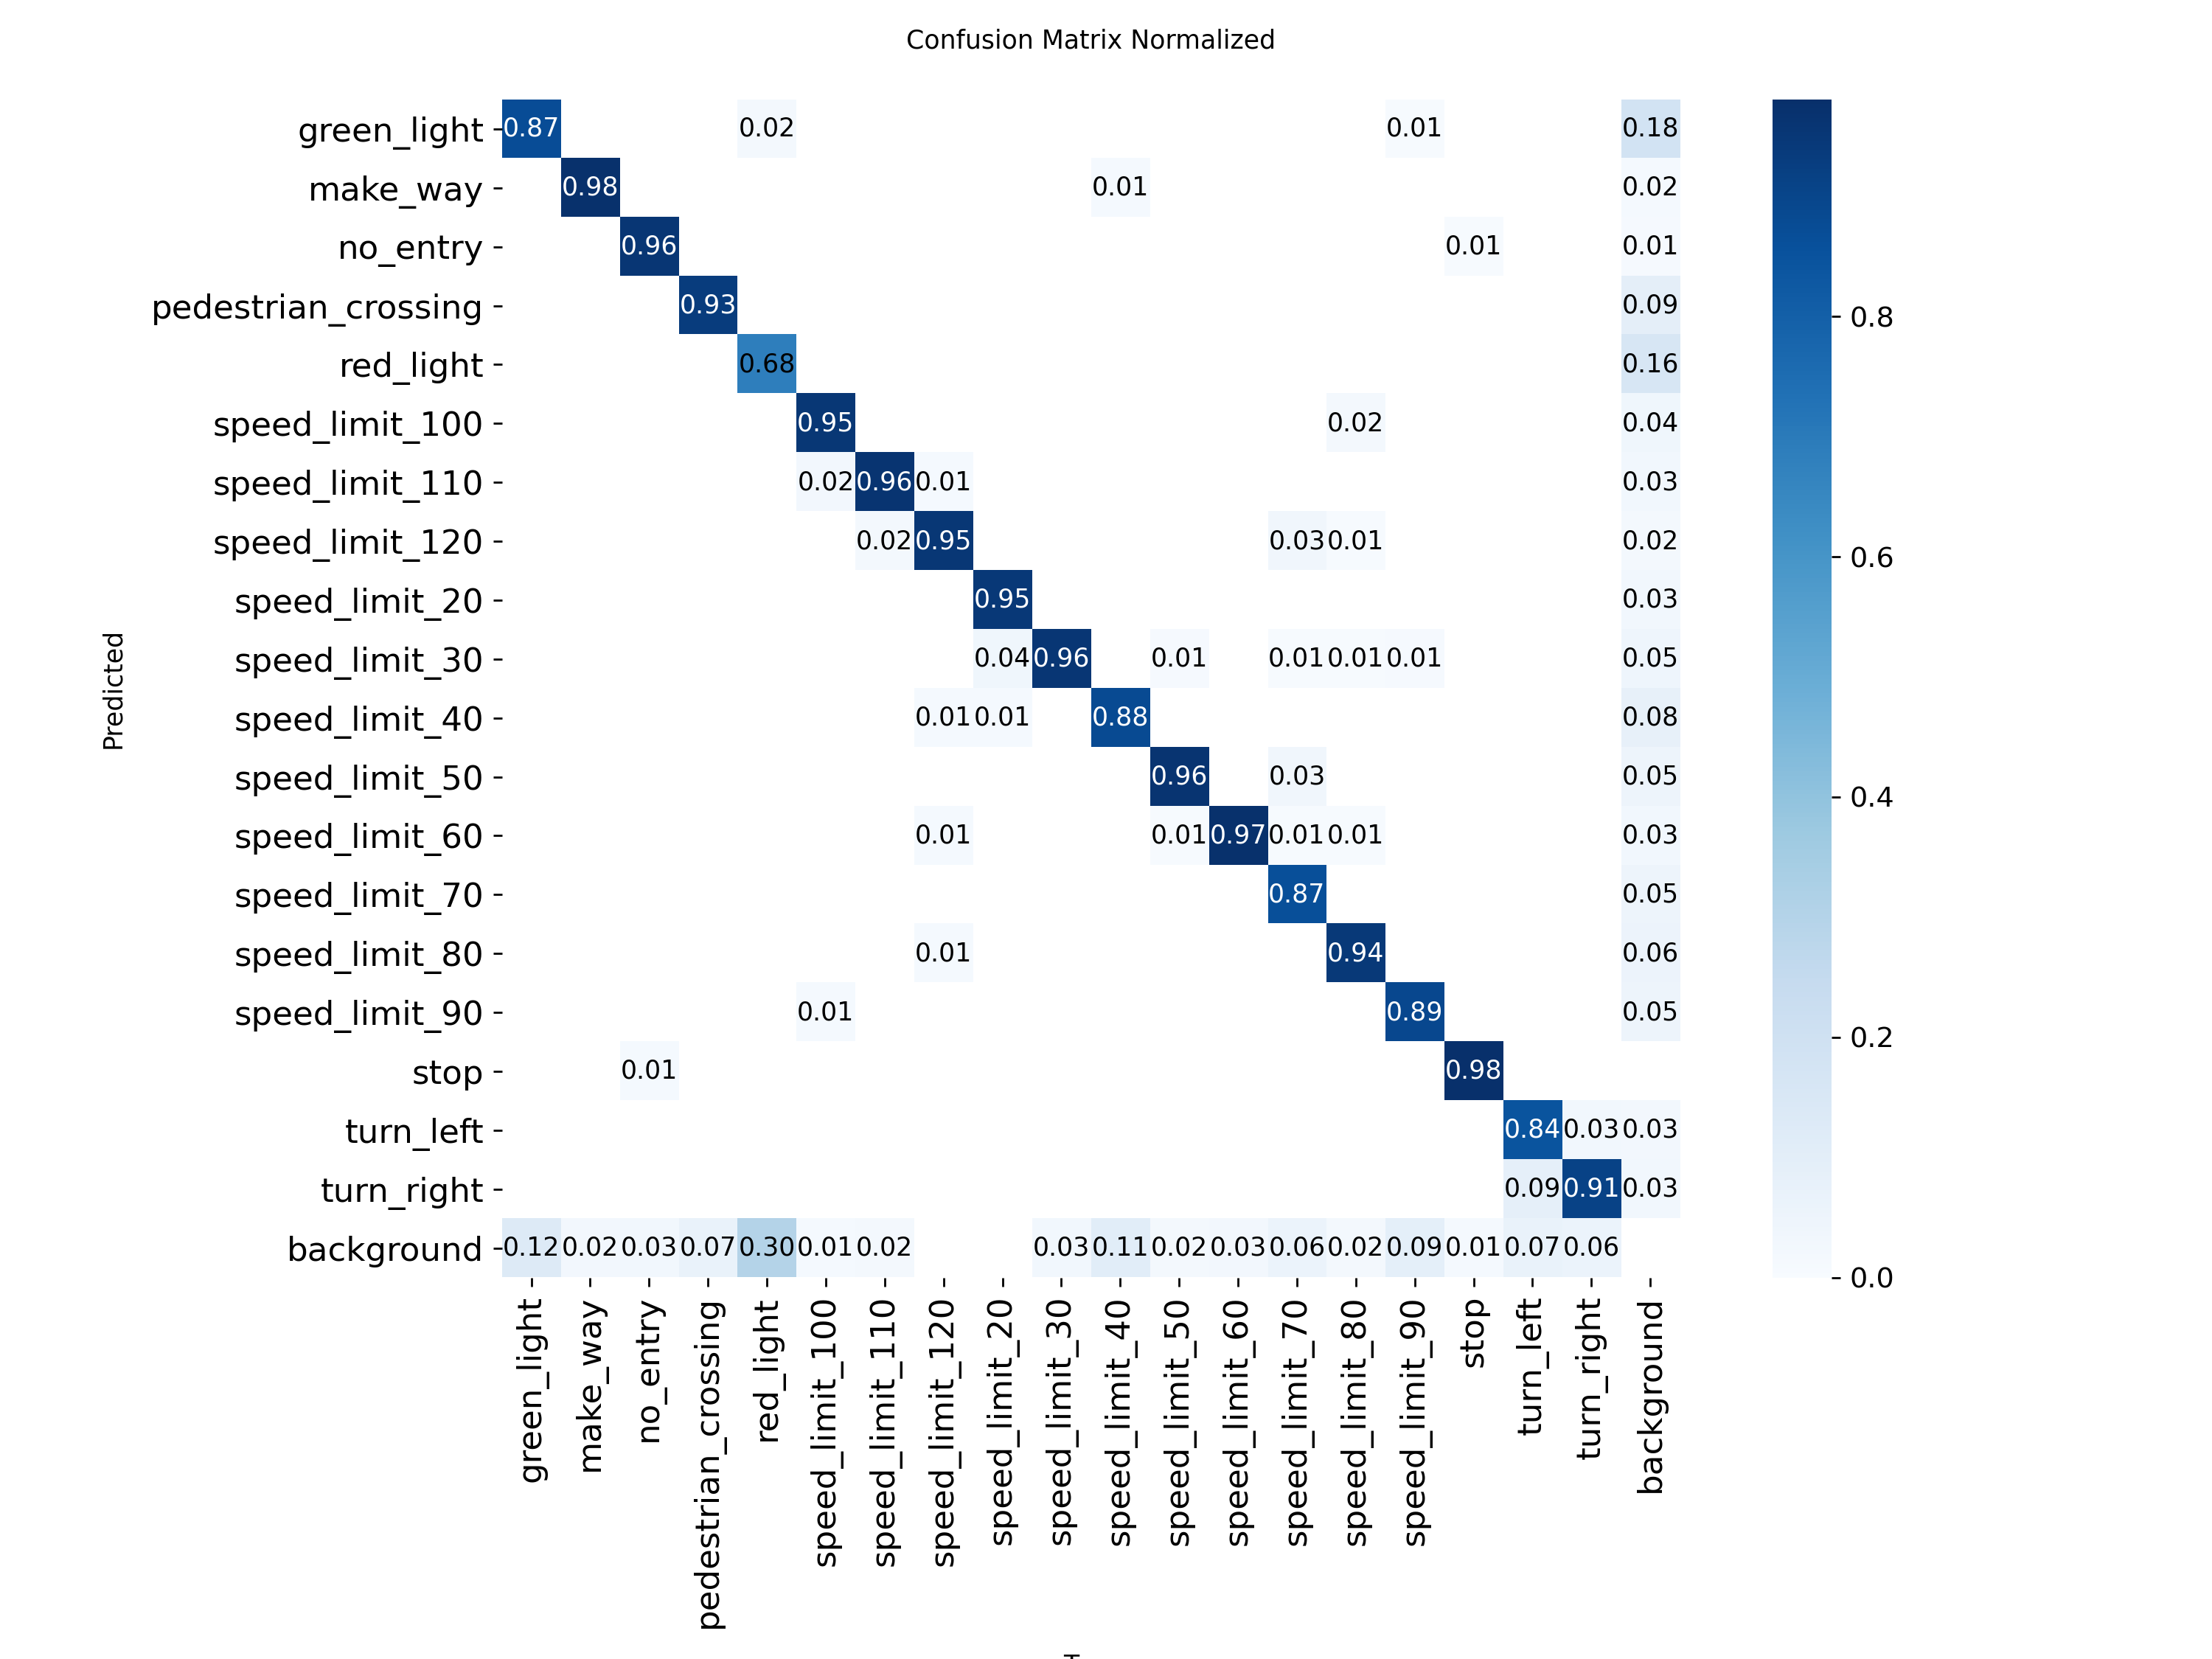 Confusion Matrix Normalized
green_light 0.87 0.02 0.01 0.18
make_way 0.98 0.01 0.02
no_entry 0.96 0.01 0.01
pedestrian_crossing 0.93 0.09
red_light 0.68 0.16
speed_limit_100 0.95 0.02 0.04
speed_limit_110 0.02 0.96 0.01 0.03
speed_limit_120 0.02 0.95 0.03 0.01 0.02
speed_limit_20 0.95 0.03
speed_limit_30 0.04 0.96 0.01 0.01 0.01 0.01 0.05
speed_limit_40 0.01 0.01 0.88 0.08
speed_limit_50 0.96 0.03 0.05
speed_limit_60 0.01 0.01 0.97 0.01 0.01 0.03
speed_limit_70 0.87 0.05
speed_limit_80 0.01 0.94 0.06
speed_limit_90 0.01 0.89 0.05
stop 0.01 0.98
turn_left 0.84 0.03 0.03
turn_right 0.09 0.91 0.03
background 0.12 0.02 0.03 0.07 0.30 0.01 0.02 0.03 0.11 0.02 0.03 0.06 0.02 0.09 0.01 0.07 0.06
Predicted
green_light
make_way
no_entry
pedestrian_crossing
red_light
speed_limit_100
speed_limit_110
speed_limit_120
speed_limit_20
speed_limit_30
speed_limit_40
speed_limit_50
speed_limit_60
speed_limit_70
speed_limit_80
speed_limit_90
stop
turn_left
turn_right
background
0.8
0.6
0.4
0.2
0.0